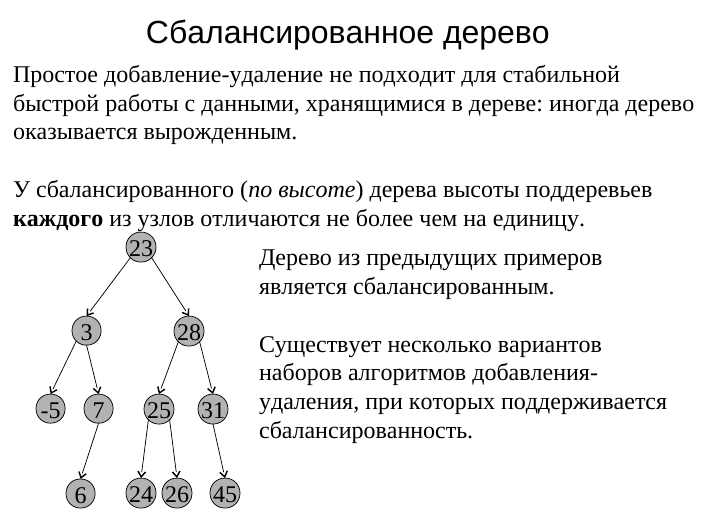 Сбалансированное дерево
Простое добавление-удаление не подходит для стабильной
быстрой работы с данными, хранящимися в дереве: иногда дерево
оказывается вырожденным.
У сбалансированного (по высоте) дерева высоты поддеревьев
каждого из узлов отличаются не более чем на единицу.
23
Дерево из предыдущих примеров
является сбалансированным.
3 28
Существует несколько вариантов
наборов алгоритмов добавления-
удаления, при которых поддерживается
сбалансированность.
-5 7 25 31
6 24 26 45